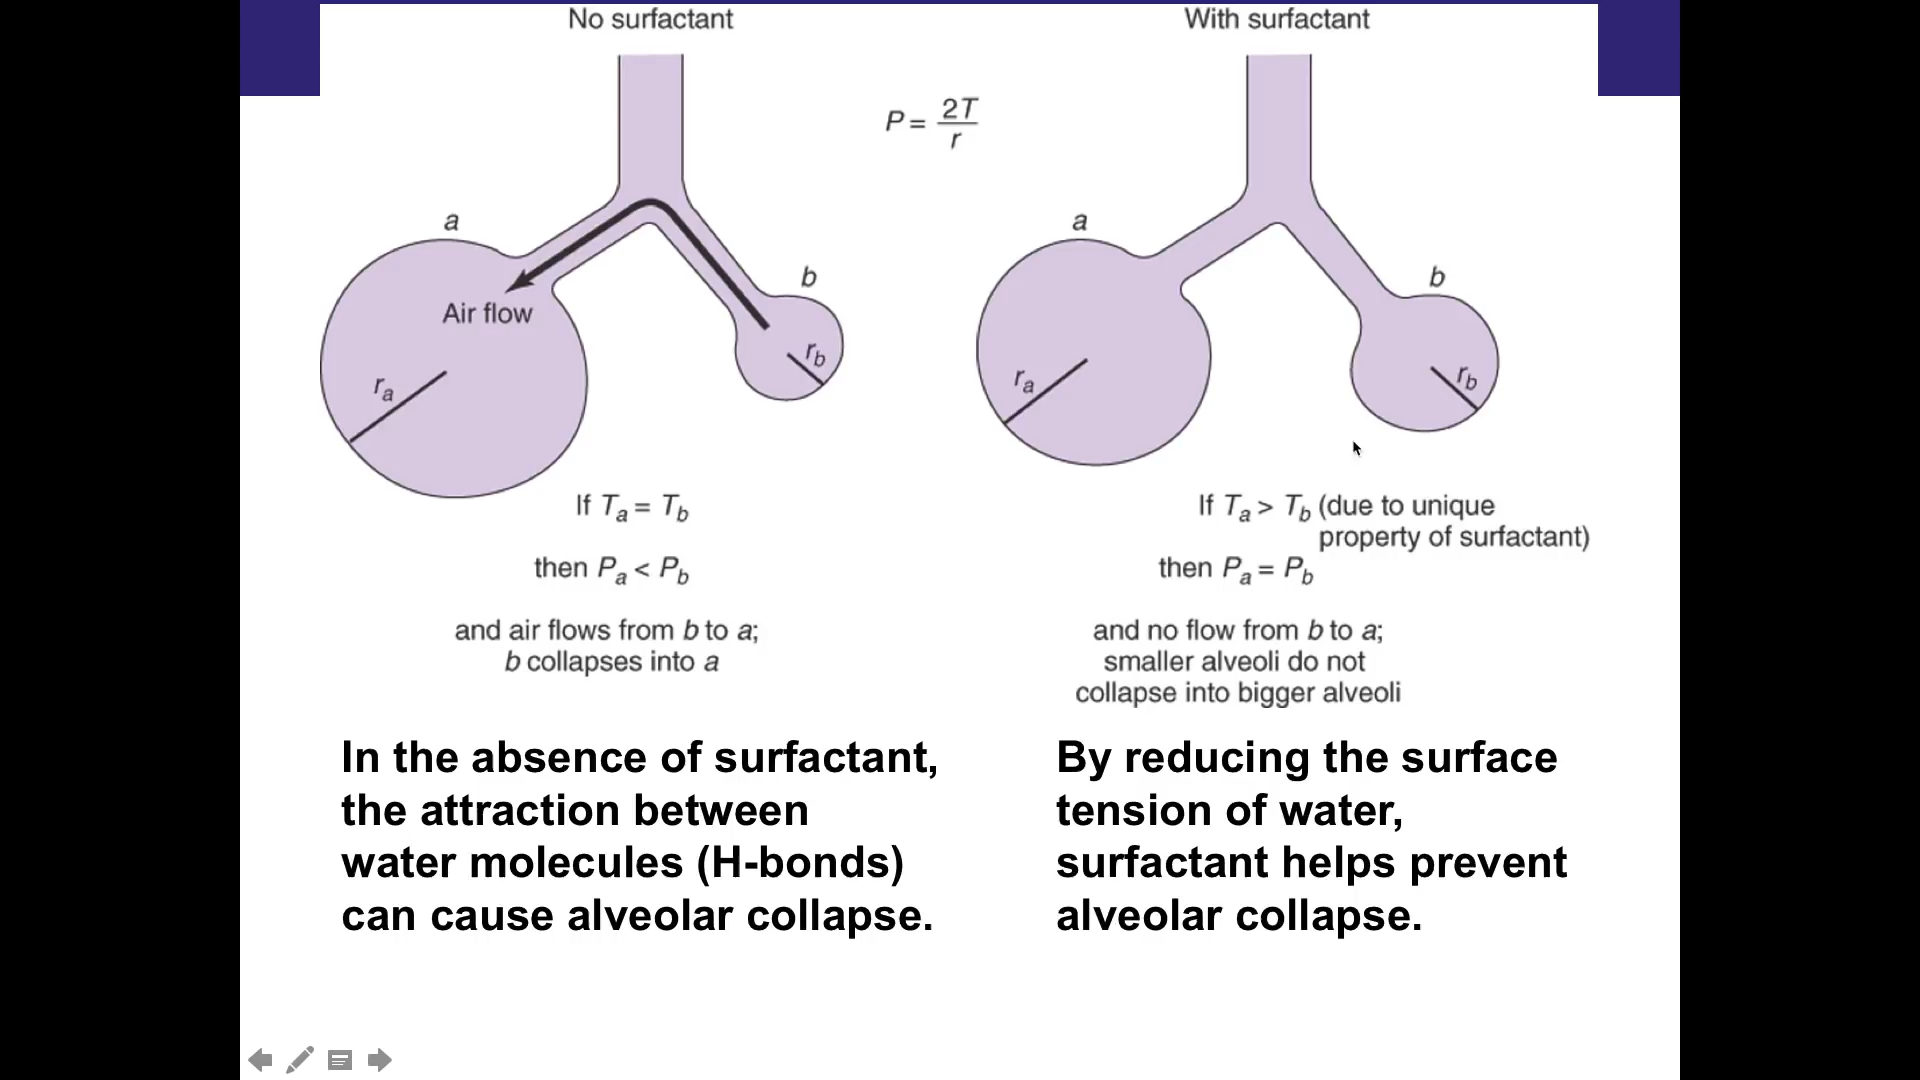 No surfactant
With surfactant
P = 2T
r
a
b
Air flow
ra
rb
a
b
ra
rb
If Ta = Tb
then Pa < Pb
and air flows from b to a;
b collapses into a
If Ta > Tb (due to unique
property of surfactant)
then Pa = Pb
and no flow from b to a;
smaller alveoli do not
collapse into bigger alveoli
In the absence of surfactant,
the attraction between
water molecules (H-bonds)
can cause alveolar collapse.
By reducing the surface
tension of water,
surfactant helps prevent
alveolar collapse.